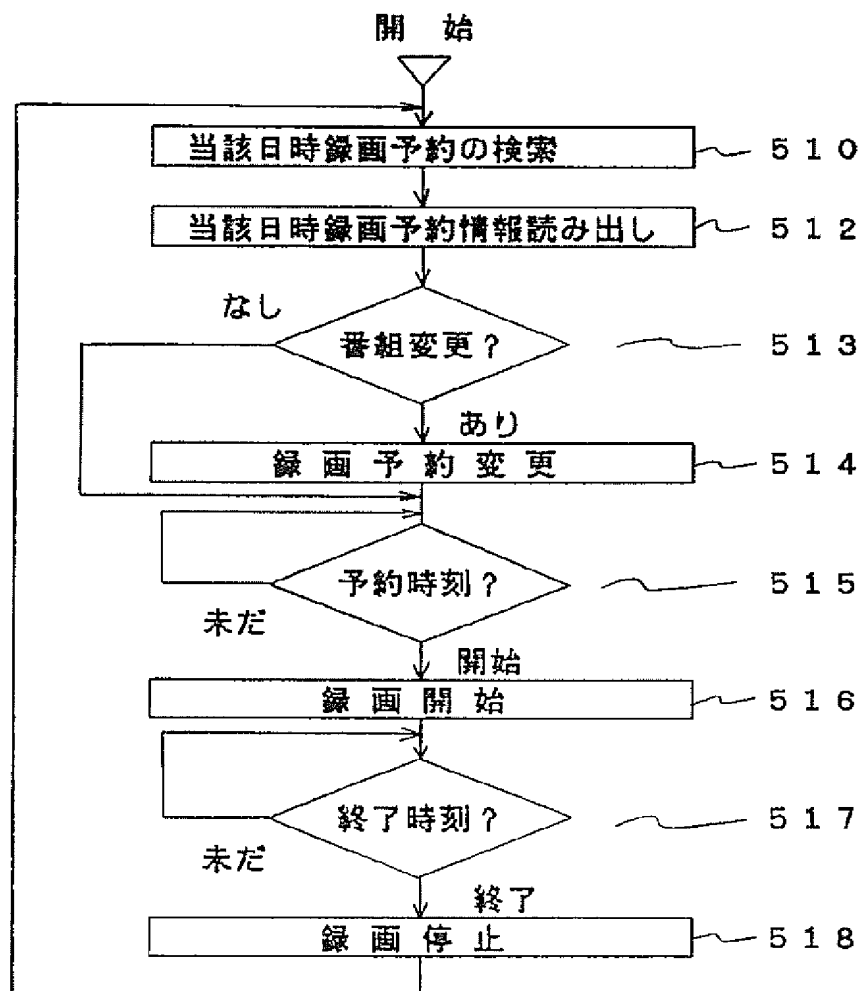 開 始
当該日時録画予約の検索 510
当該日時録画予約情報読み出し 512
なし
番組変更? 513
あり
録画予約変更 514
予約時刻? 515
未だ
開始
録画開始 516
終了時刻? 517
未だ
終了
録画停止 518